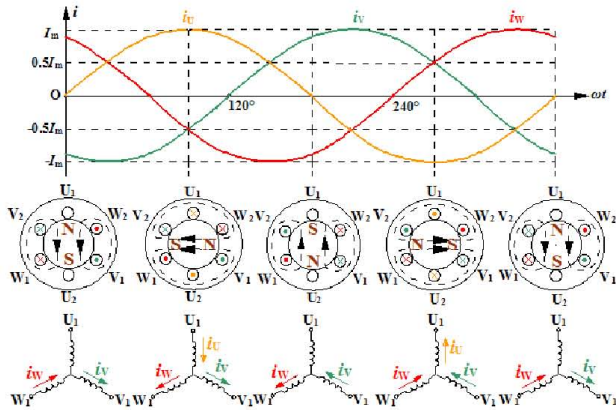 i iU iV iW
Im
0.5Im
O 120° 240° ωt
-0.5Im
-Im
U1 U1 U1 U1 U1
V2 W2 V2 W2 V2 W2 V2 W2 V2 W2
N S N S N S N
S N S
W1 V1 W1 V1 W1 V1 W1 V1 W1 V1
U2 U2 U2 U2 U2
U1 U1 U1 U1 U1
iU iU
iW iV iW iV iW iV iW iV iW iV
W1 V1 W1 V1 W1 V1 W1 V1 W1 V1